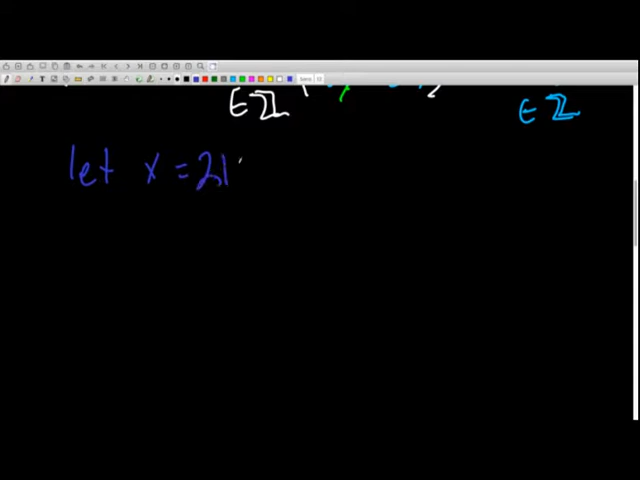 ∈ℤ ∈ℤ
let x = 21